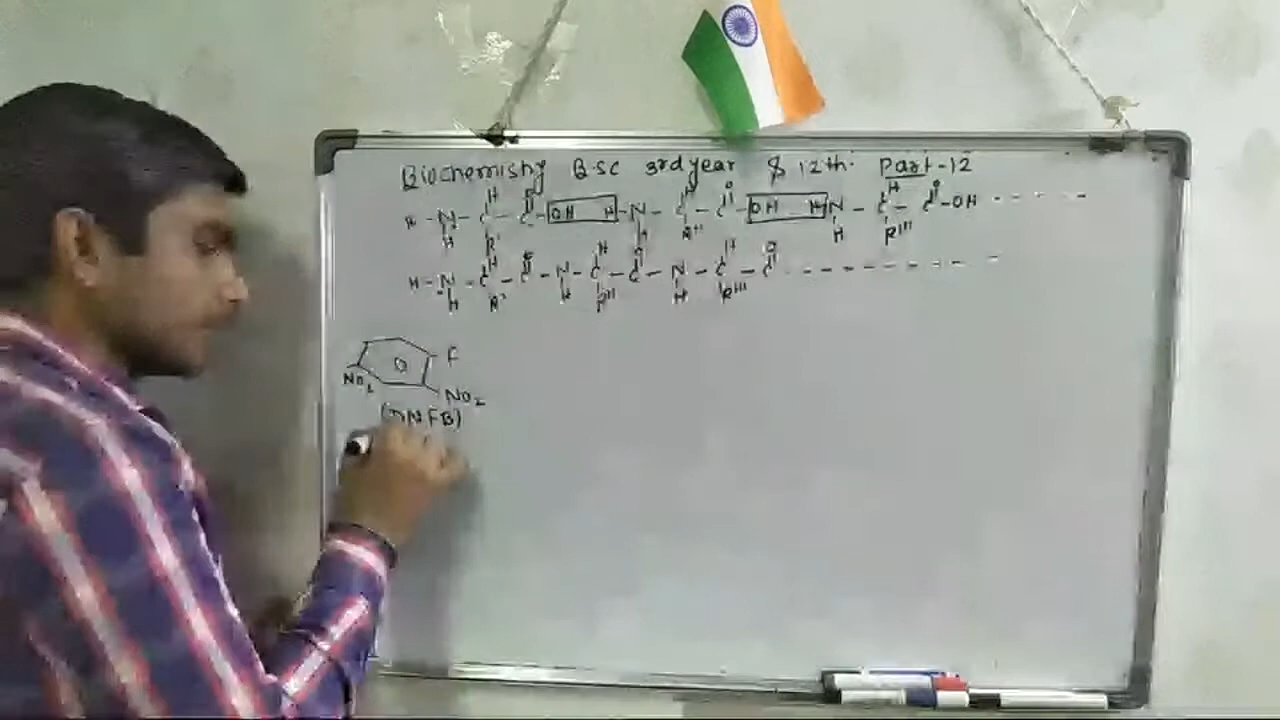 Biochemistry B.SC 3rd year $ 12th. Part-12
H H O H O H O
H - N - C - C - OH H - N - C - C - OH H N - C - C - OH - - - - -
H R' H R'' H R'''
H O H O H O
H - N - C - C - N - C - C - N - C - C - - - - - - - - - -
H R' H R'' H R'''
F
NO2
NO2
(DNFB)